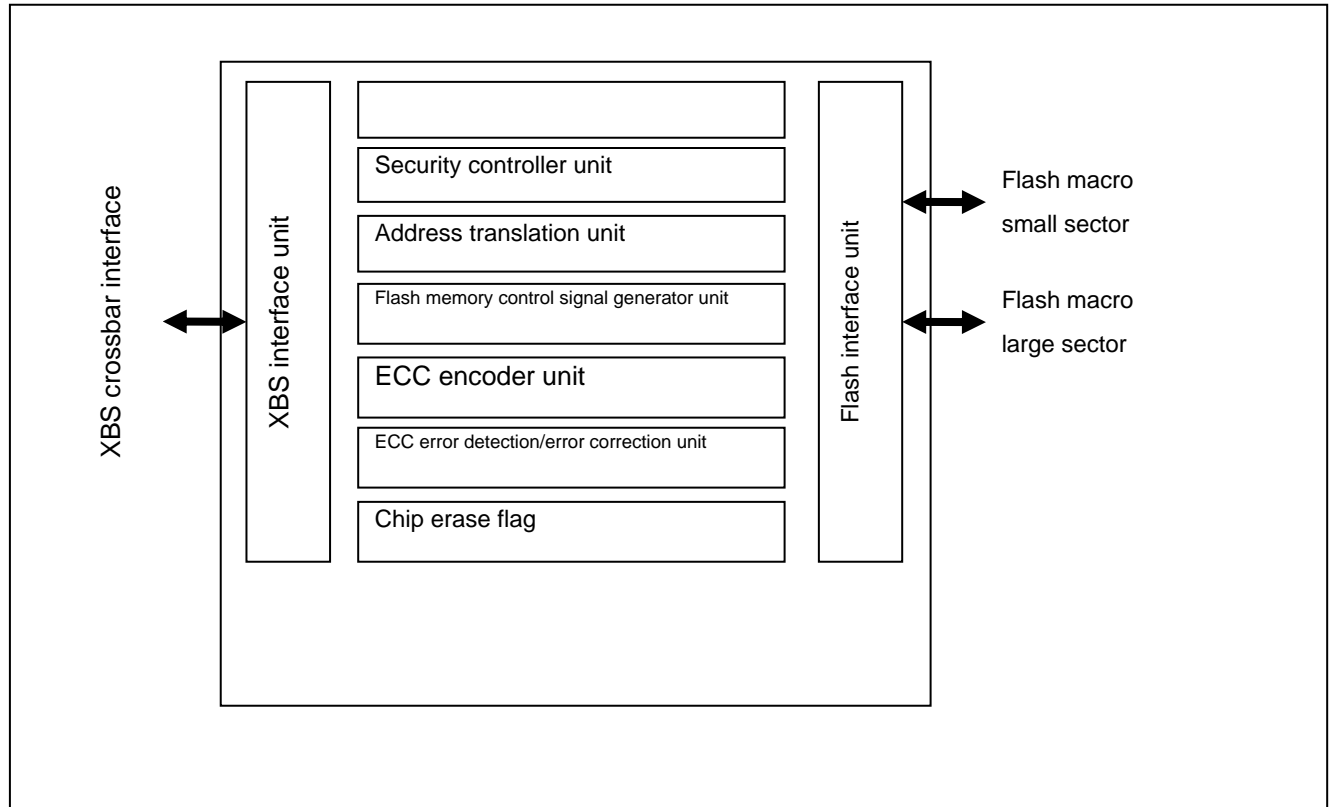 XBS crossbar interface
XBS interface unit
Security controller unit
Address translation unit
Flash memory control signal generator unit
ECC encoder unit
ECC error detection/error correction unit
Chip erase flag
Flash interface unit
Flash macro
small sector
Flash macro
large sector